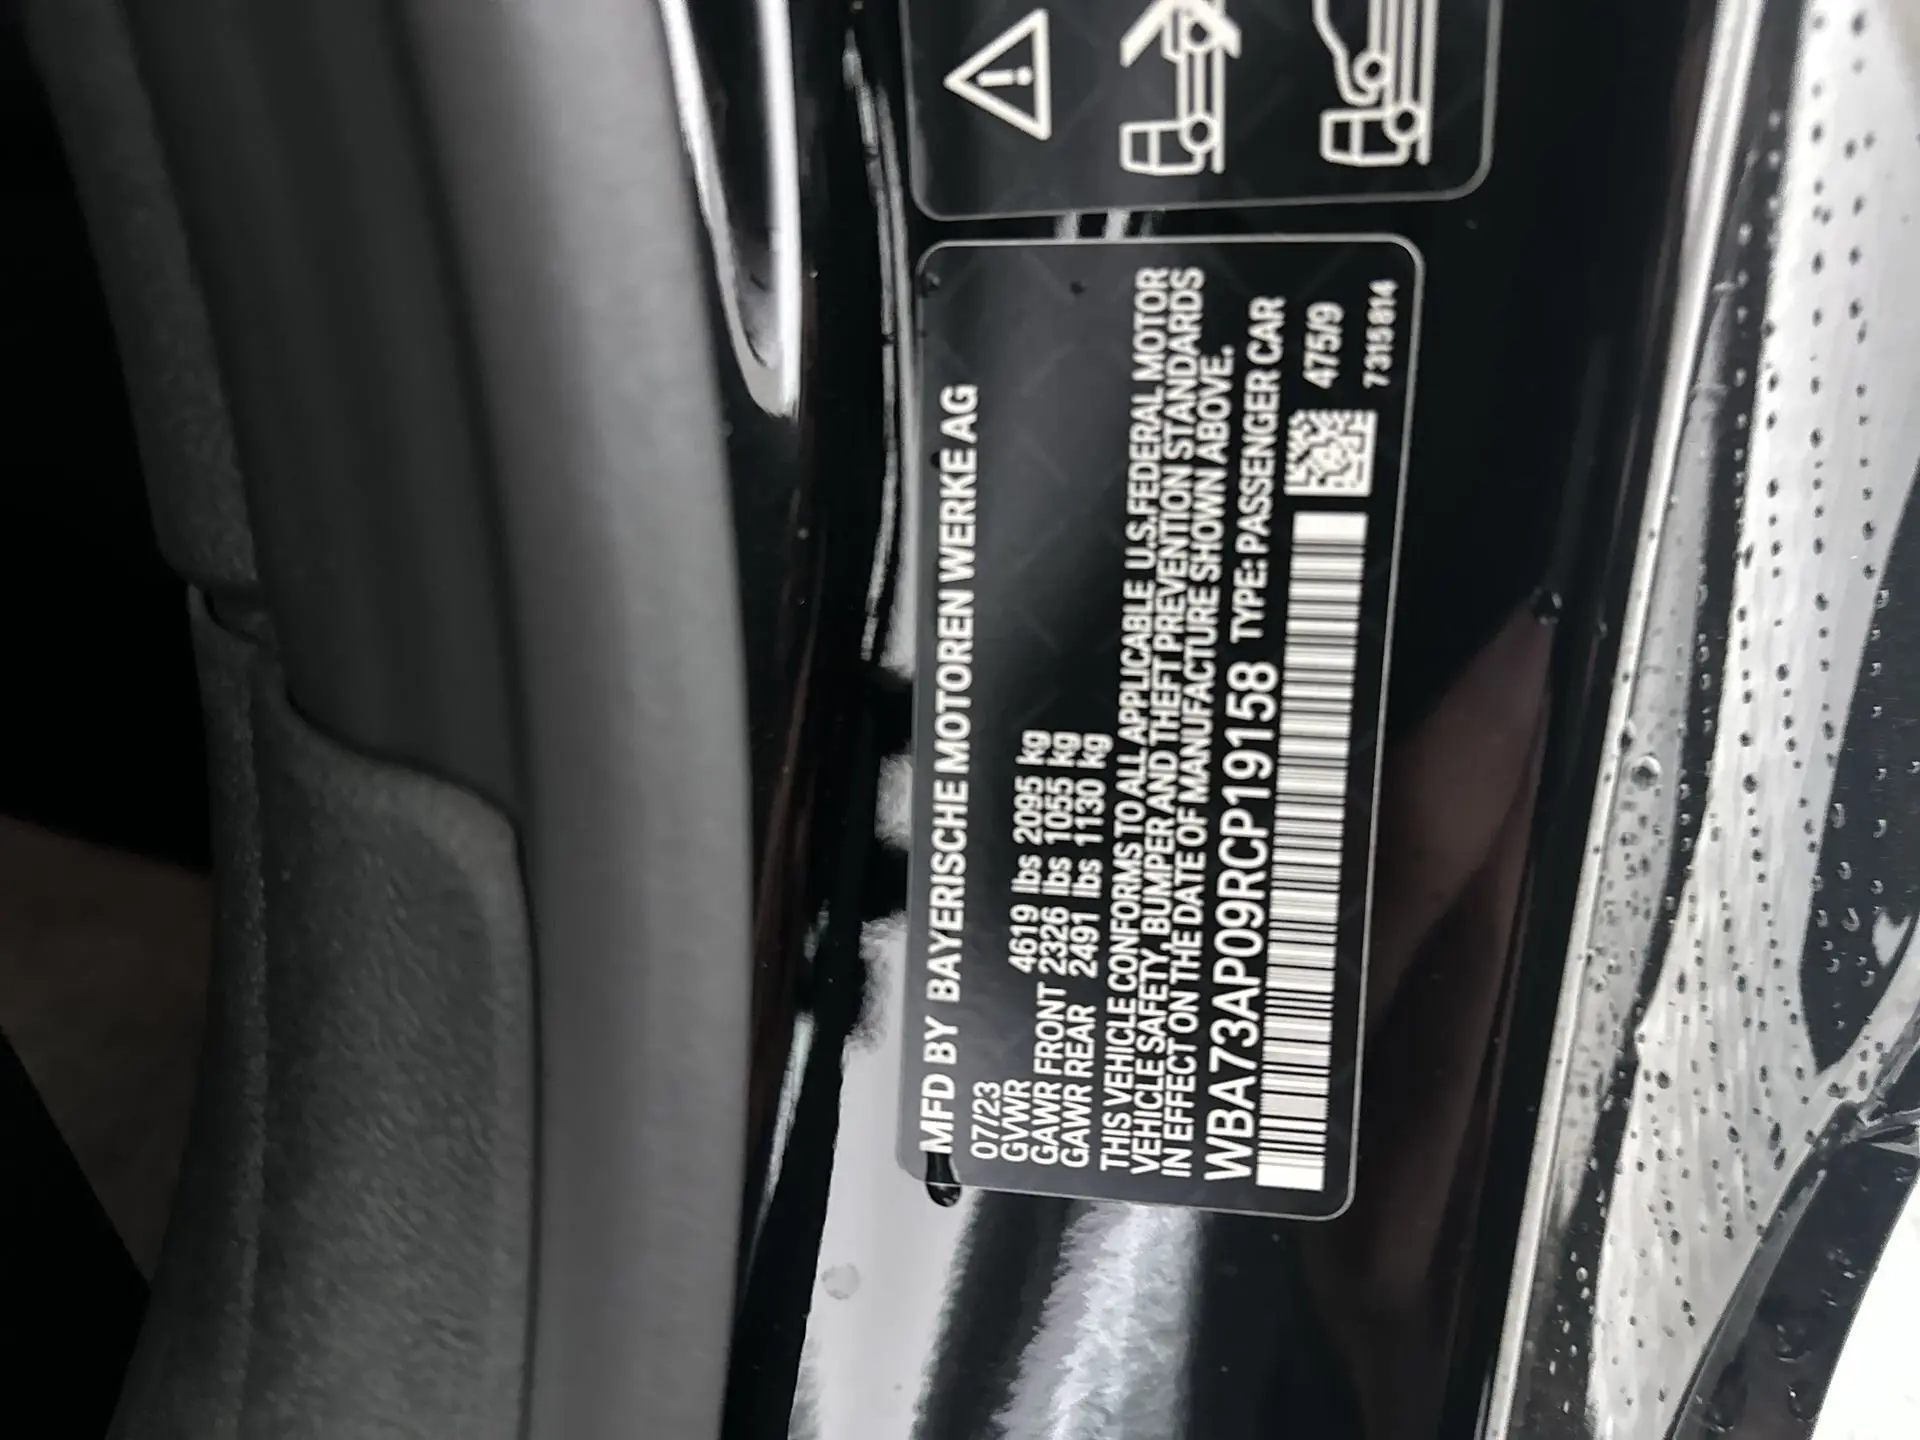 MFD BY BAYERISCHE MOTOREN WERKE AG
07/23
GVWR 4619 lbs 2095 kg
GAWR FRONT 2326 lbs 1055 kg
GAWR REAR 2491 lbs 1130 kg
THIS VEHICLE CONFORMS TO ALL APPLICABLE U.S.FEDERAL MOTOR
VEHICLE SAFETY, BUMPER AND THEFT PREVENTION STANDARDS
IN EFFECT ON THE DATE OF MANUFACTURE SHOWN ABOVE.
WBA73AP09RCP19158 TYPE: PASSENGER CAR
475/9
7315814